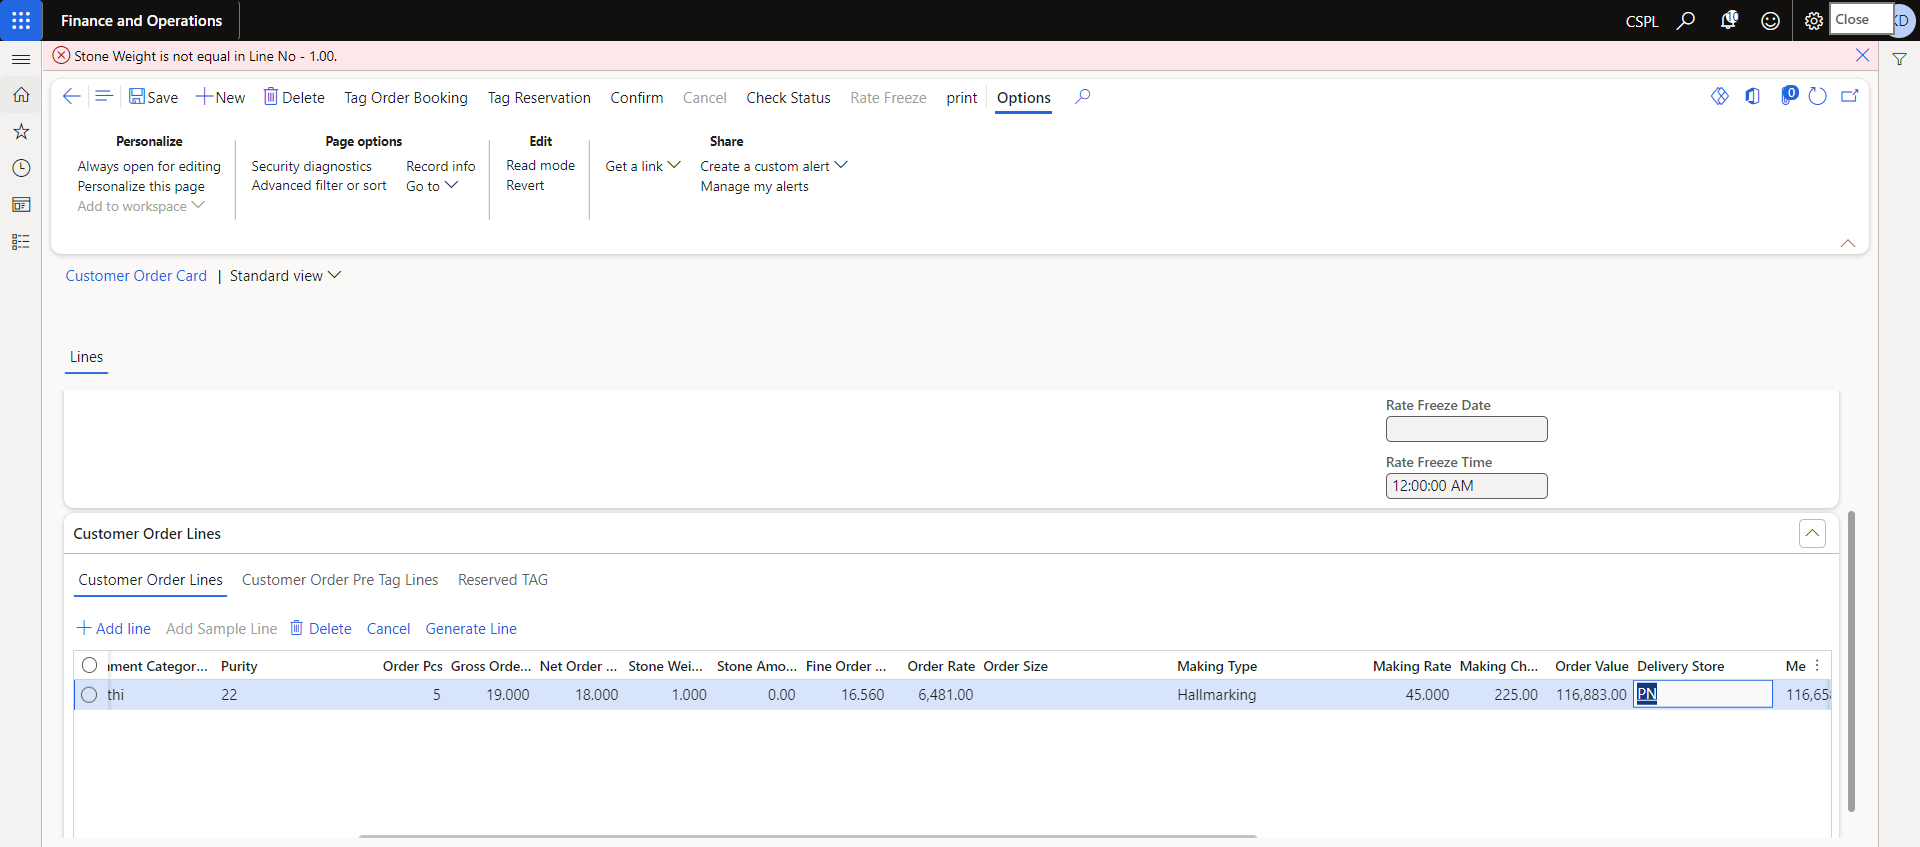 Finance and Operations
CSPL
10
Close
Stone Weight is not equal in Line No - 1.00.
Save
New
Delete
Tag Order Booking
Tag Reservation
Confirm
Cancel
Check Status
Rate Freeze
print
Options
0
Personalize
Always open for editing
Personalize this page
Add to workspace
Page options
Security diagnostics
Advanced filter or sort
Record info
Go to
Edit
Read mode
Revert
Share
Get a link
Create a custom alert
Manage my alerts
Customer Order Card | Standard view
Lines
Rate Freeze Date
Rate Freeze Time
12:00:00 AM
Customer Order Lines
Customer Order Lines
Customer Order Pre Tag Lines
Reserved TAG
Add line
Add Sample Line
Delete
Cancel
Generate Line
ment Categor... Purity Order Pcs Gross Orde... Net Order ... Stone Wei... Stone Amo... Fine Order ... Order Rate Order Size Making Type Making Rate Making Ch... Order Value Delivery Store Me
thi 22 5 19.000 18.000 1.000 0.00 16.560 6,481.00 Hallmarking 45.000 225.00 116,883.00 PN 116,65